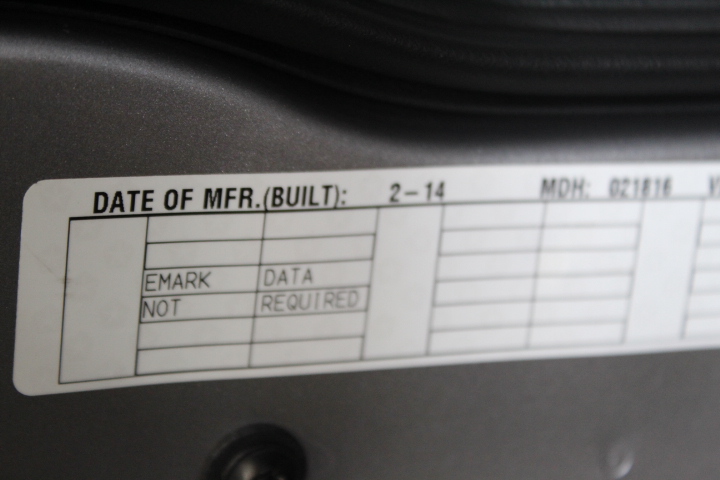 DATE OF MFR.(BUILT): 2-14 MDH: 021816
EMARK DATA
NOT REQUIRED